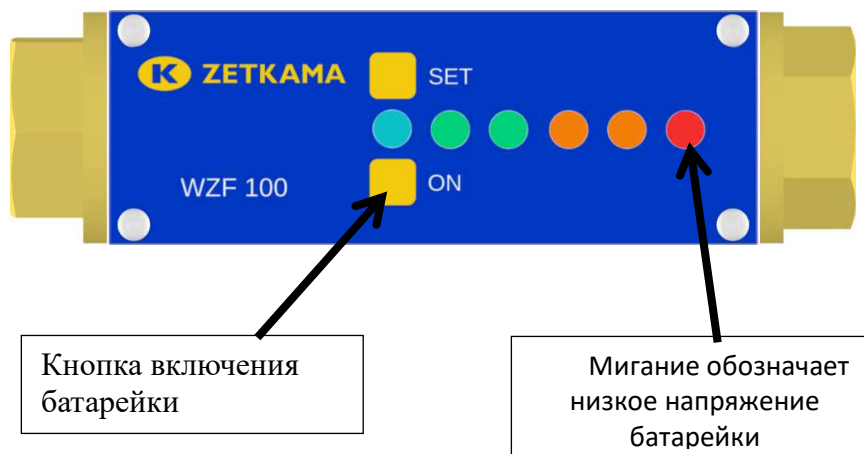 K ZETKAMA
SET
WZF 100
ON
Кнопка включения
батарейки
Мигание обозначает
низкое напряжение
батарейки